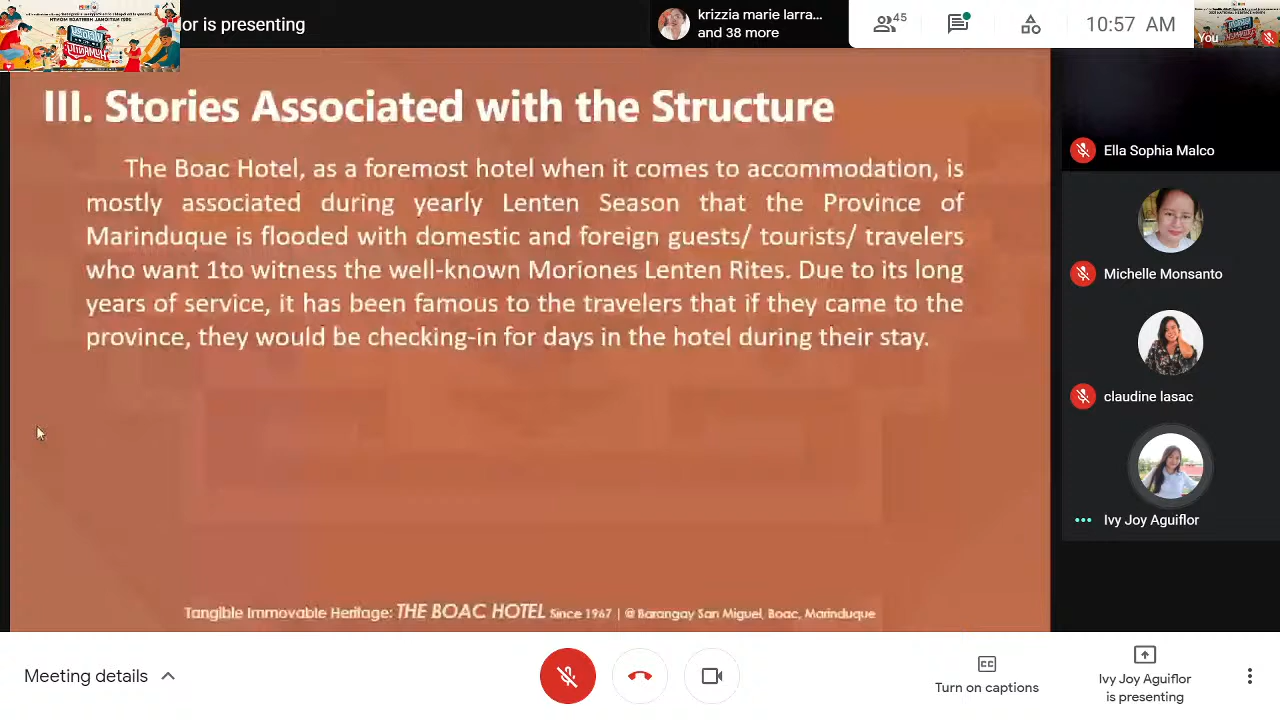 or is presenting
krizzia marie larra...
and 38 more
45
10:57 AM
You
III. Stories Associated with the Structure
The Boac Hotel, as a foremost hotel when it comes to accommodation, is
mostly associated during yearly Lenten Season that the Province of
Marinduque is flooded with domestic and foreign guests/ tourists/ travelers
who want 1to witness the well-known Moriones Lenten Rites. Due to its long
years of service, it has been famous to the travelers that if they came to the
province, they would be checking-in for days in the hotel during their stay.
Tangible Immovable Heritage: THE BOAC HOTEL Since 1967 | @ Barangay San Miguel, Boac, Marinduque
Ella Sophia Malco
Michelle Monsanto
claudine lasac
Ivy Joy Aguiflor
Meeting details
CC
Turn on captions
Ivy Joy Aguiflor
is presenting